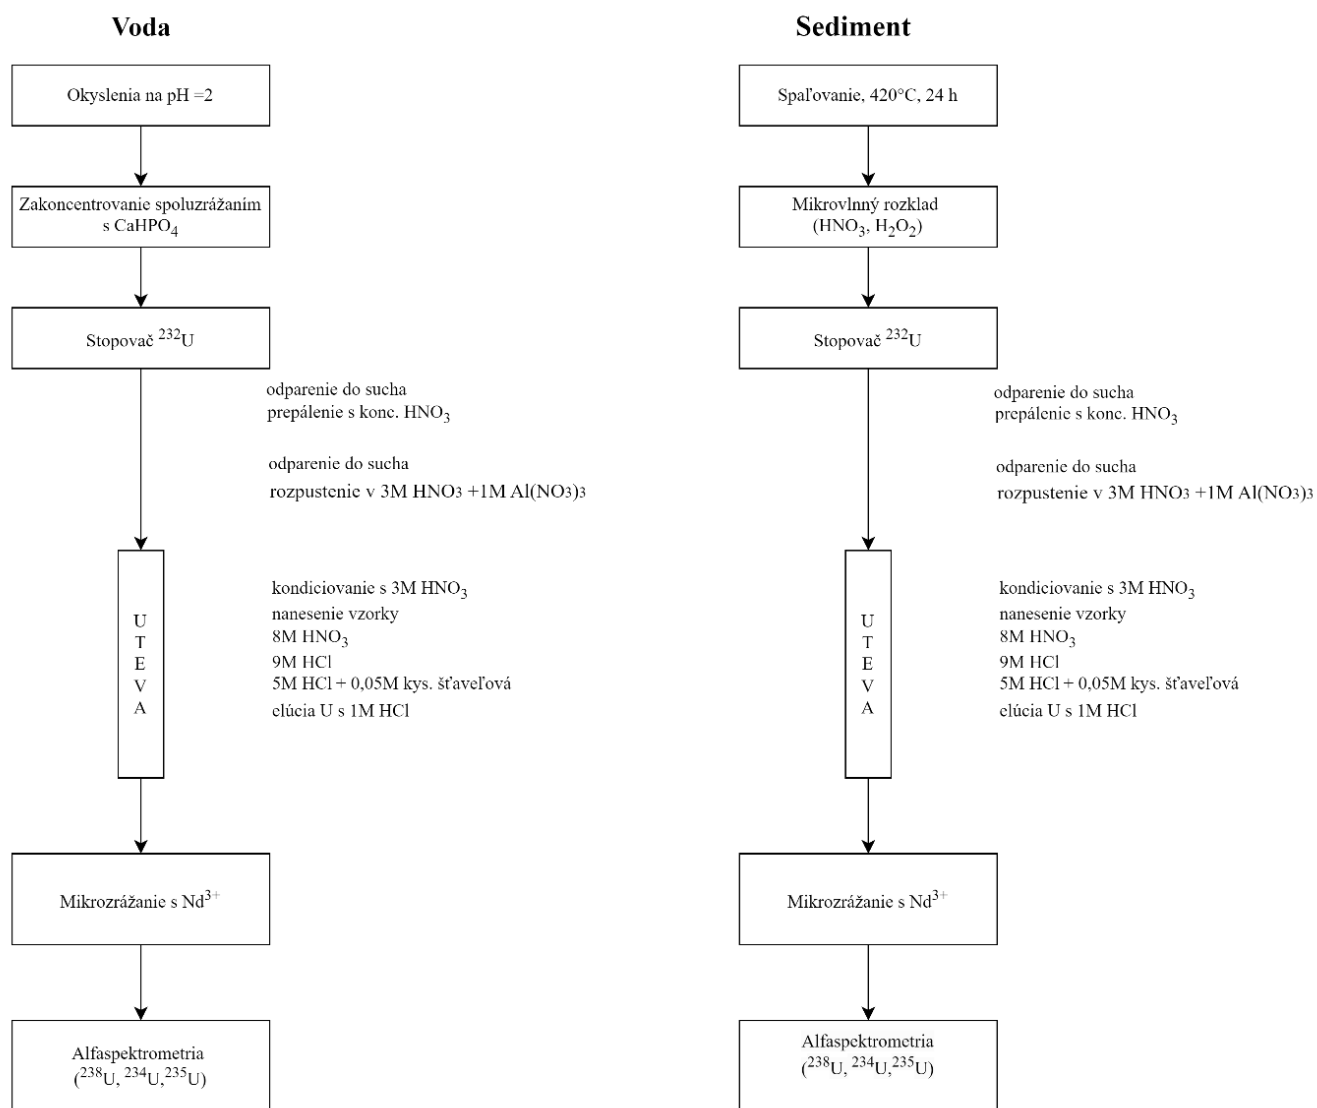 Voda
Okyslenia na pH =2
Zakoncentrovanie spoluzrážaním
s CaHPO4
Stopovač 232U
odparenie do sucha
prepálenie s konc. HNO3
odparenie do sucha
rozpustenie v 3M HNO3 +1M Al(NO3)3
U
T
E
V
A
kondiciovanie s 3M HNO3
nanesenie vzorky
8M HNO3
9M HCl
5M HCl + 0,05M kys. šťaveľová
elúcia U s 1M HCl
Mikrozrážanie s Nd3+
Alfaspektrometria
(238U, 234U,235U)
Sediment
Spaľovanie, 420°C, 24 h
Mikrovlnný rozklad
(HNO3, H2O2)
Stopovač 232U
odparenie do sucha
prepálenie s konc. HNO3
odparenie do sucha
rozpustenie v 3M HNO3 +1M Al(NO3)3
U
T
E
V
A
kondiciovanie s 3M HNO3
nanesenie vzorky
8M HNO3
9M HCl
5M HCl + 0,05M kys. šťaveľová
elúcia U s 1M HCl
Mikrozrážanie s Nd3+
Alfaspektrometria
(238U, 234U,235U)